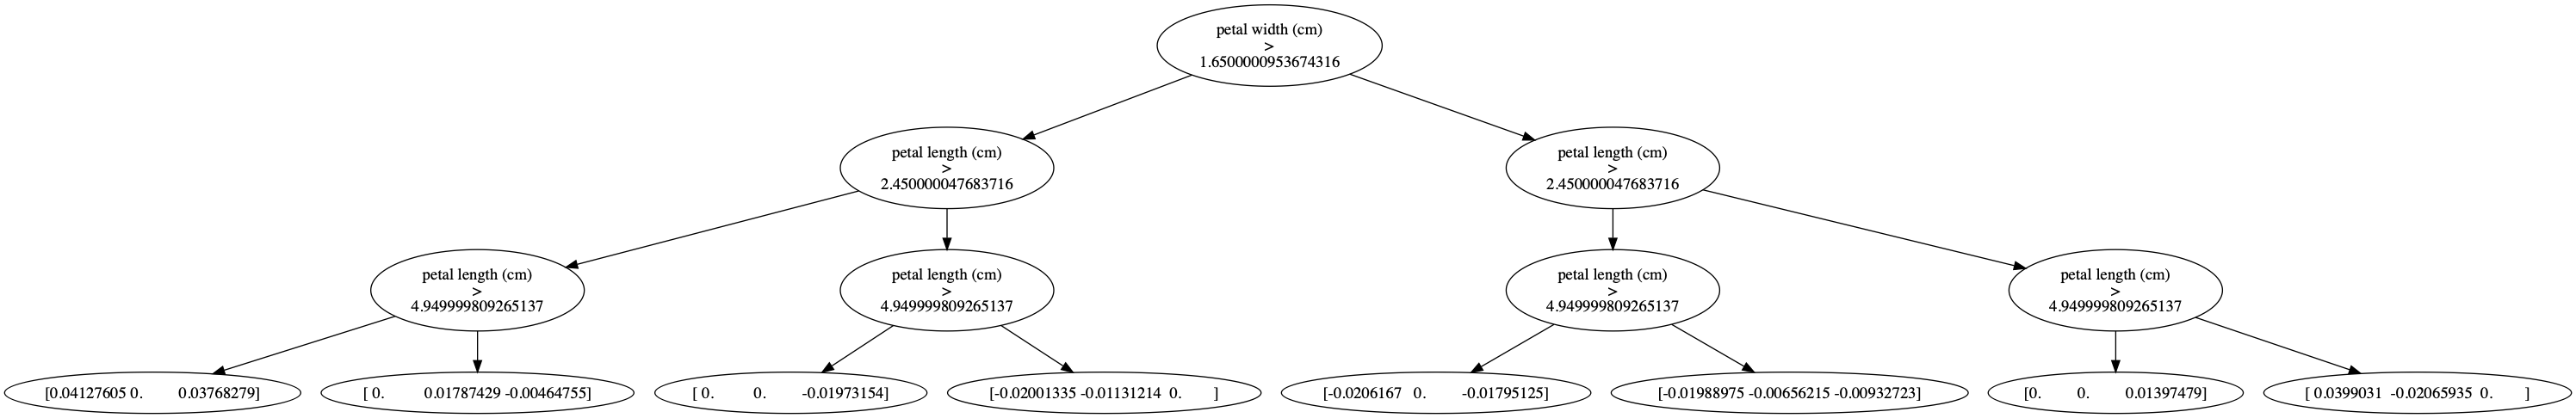 petal width (cm)
>
1.6500000953674316
petal length (cm)
>
2.450000047683716
petal length (cm)
>
2.450000047683716
petal length (cm)
>
4.949999809265137
petal length (cm)
>
4.949999809265137
petal length (cm)
>
4.949999809265137
petal length (cm)
>
4.949999809265137
[0.04127605 0. 0.03768279]
[ 0. 0.01787429 -0.00464755]
[ 0. 0. -0.01973154]
[-0.02001335 -0.01131214 0. ]
[-0.0206167 0. -0.01795125]
[-0.01988975 -0.00656215 -0.00932723]
[0. 0. 0.01397479]
[ 0.0399031 -0.02065935 0. ]